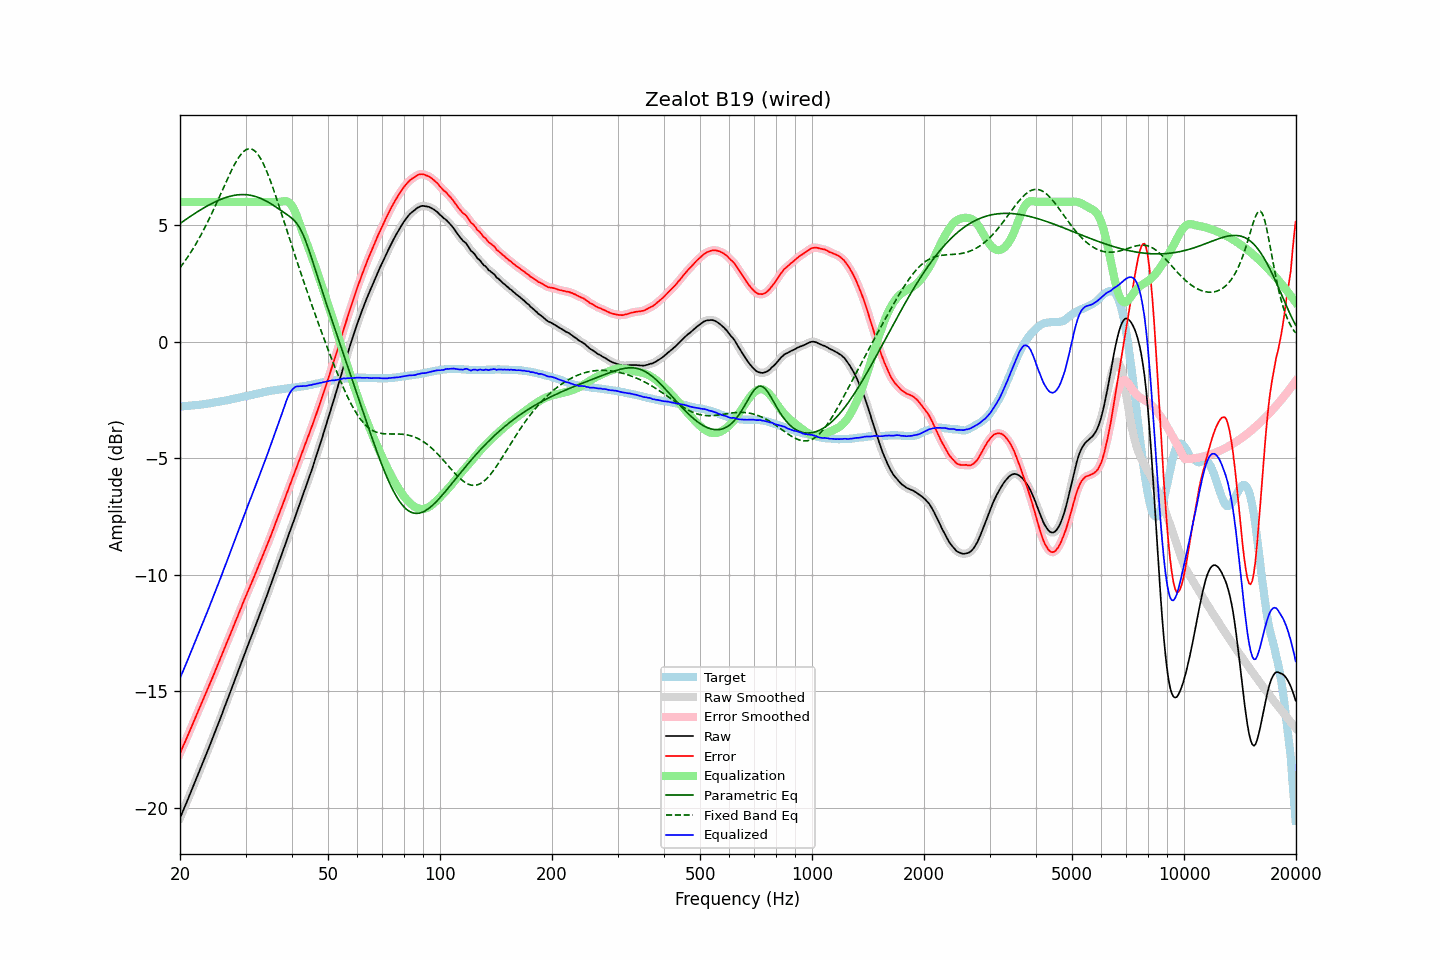 Zealot B19 (wired)
Amplitude (dBr)
5
0
−5
−10
−15
−20
Target
Raw Smoothed
Error Smoothed
Raw
Error
Equalization
Parametric Eq
Fixed Band Eq
Equalized
20 50 100 200 500 1000 2000 5000 10000 20000
Frequency (Hz)